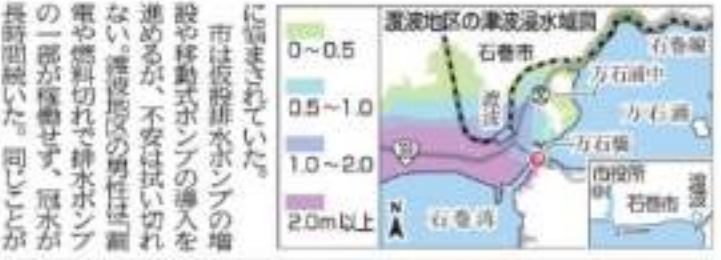 に悩まされていた。
市は仮設排水ポンプの増
設や移動式ポンプの導入を
進めるが、不安は拭い切れ
ない。渡波地区の男性は「前
電や燃料切れで排水ポンプ
の一部が稼働せず、冠水が
長時間続いた。同じことが
0～0.5
0.5～1.0
1.0～2.0
2.0m以上
渡波地区の津波浸水域図
石巻市
石巻線
渡波
万石浦中
万石浦
万石橋
石巻湾
N
市役所
石巻市
渡波